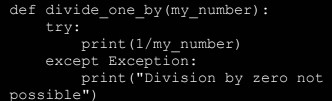 def divide_one_by(my_number):
    try:
        print(1/my_number)
    except Exception:
        print("Division by zero not
possible")